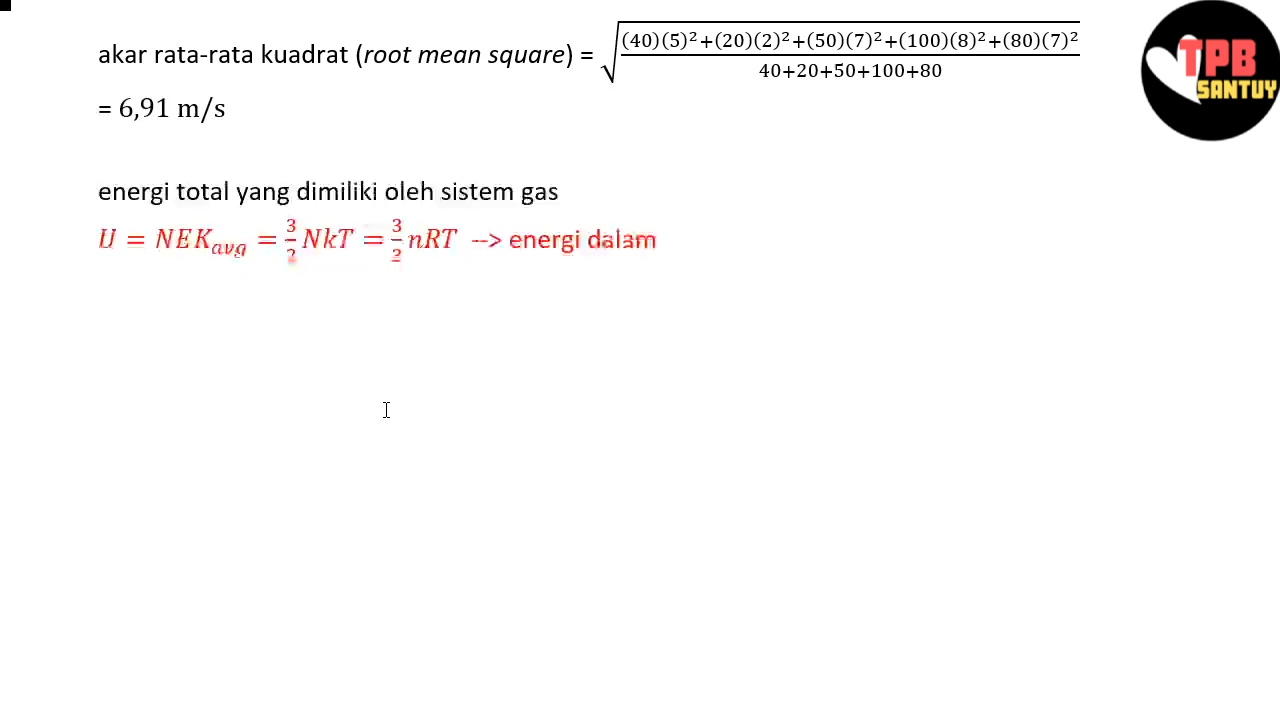 akar rata-rata kuadrat (root mean square) = √((40)(5)²+(20)(2)²+(50)(7)²+(100)(8)²+(80)(7)² / 40+20+50+100+80)
= 6,91 m/s
TPB
SANTUY
energi total yang dimiliki oleh sistem gas
U = NEK_avg = 3/2 NkT = 3/2 nRT --> energi dalam